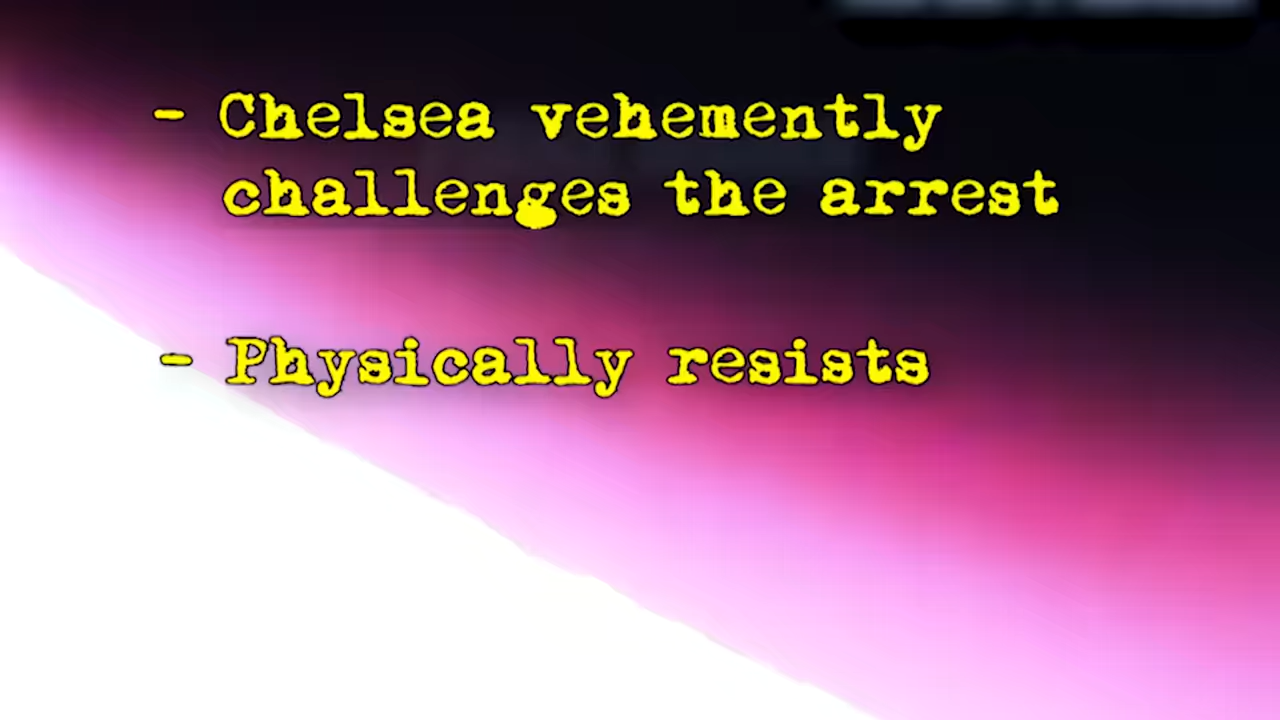 - Chelsea vehemently
challenges the arrest
- Physically resists